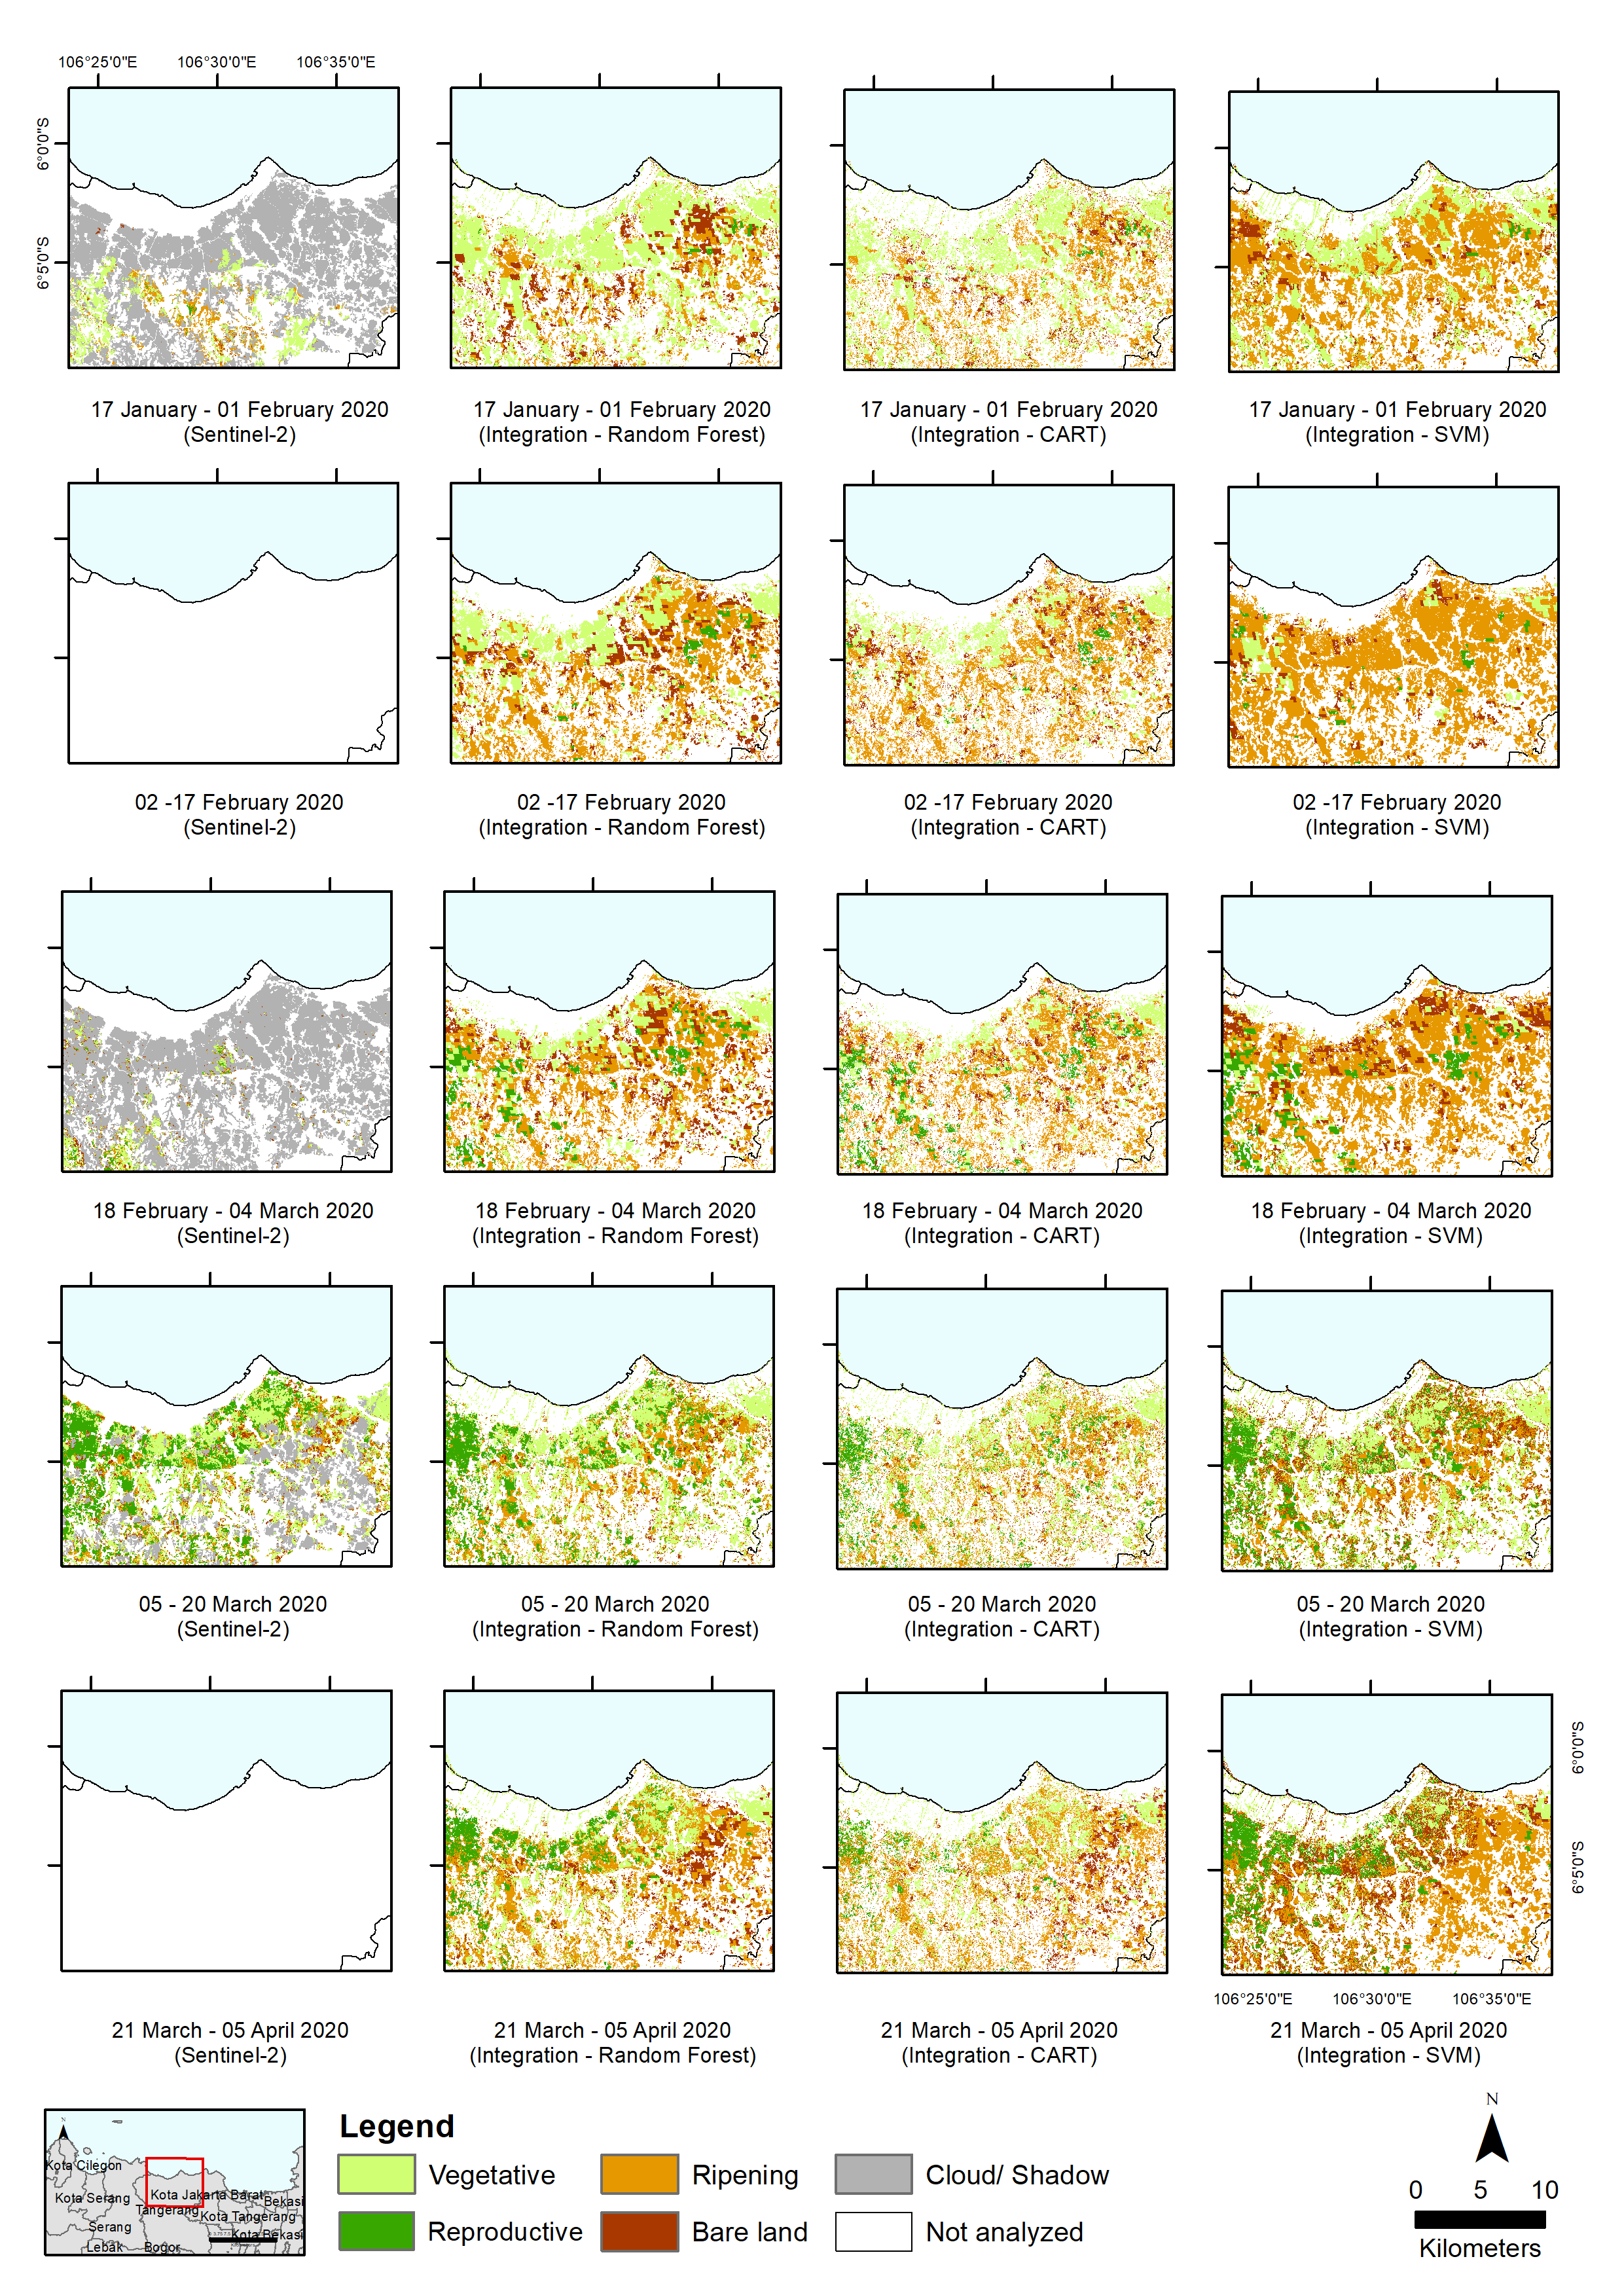 106°25'0"E 106°30'0"E 106°35'0"E
6°0'0"S
6°5'0"S
17 January - 01 February 2020
(Sentinel-2)
17 January - 01 February 2020
(Integration - Random Forest)
17 January - 01 February 2020
(Integration - CART)
17 January - 01 February 2020
(Integration - SVM)
02 -17 February 2020
(Sentinel-2)
02 -17 February 2020
(Integration - Random Forest)
02 -17 February 2020
(Integration - CART)
02 -17 February 2020
(Integration - SVM)
18 February - 04 March 2020
(Sentinel-2)
18 February - 04 March 2020
(Integration - Random Forest)
18 February - 04 March 2020
(Integration - CART)
18 February - 04 March 2020
(Integration - SVM)
05 - 20 March 2020
(Sentinel-2)
05 - 20 March 2020
(Integration - Random Forest)
05 - 20 March 2020
(Integration - CART)
05 - 20 March 2020
(Integration - SVM)
6°0'0"S
6°5'0"S
106°25'0"E 106°30'0"E 106°35'0"E
21 March - 05 April 2020
(Sentinel-2)
21 March - 05 April 2020
(Integration - Random Forest)
21 March - 05 April 2020
(Integration - CART)
21 March - 05 April 2020
(Integration - SVM)
N
Kota Cilegon
Kota Serang
Kota Jakarta Barat
Bekasi
Tangerang
Kota Tangerang
Serang
Kota Bekasi
Lebak
Bogor
Legend
Vegetative
Ripening
Cloud/ Shadow
Reproductive
Bare land
Not analyzed
N
0 5 10
Kilometers